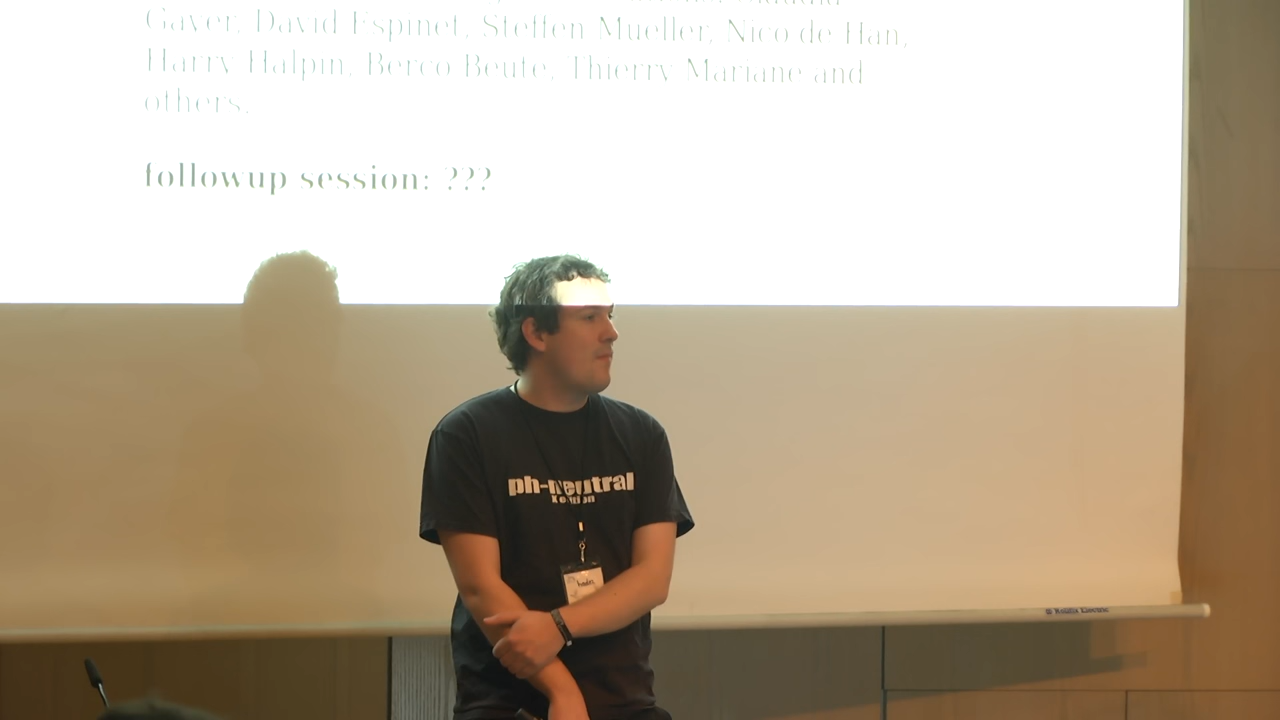 Gaver, David Espinet, Steffen Mueller, Nico de Han,
Harry Halpin, Berco Beute, Thierry Mariane and
others.
followup session: ???
ph-neutral